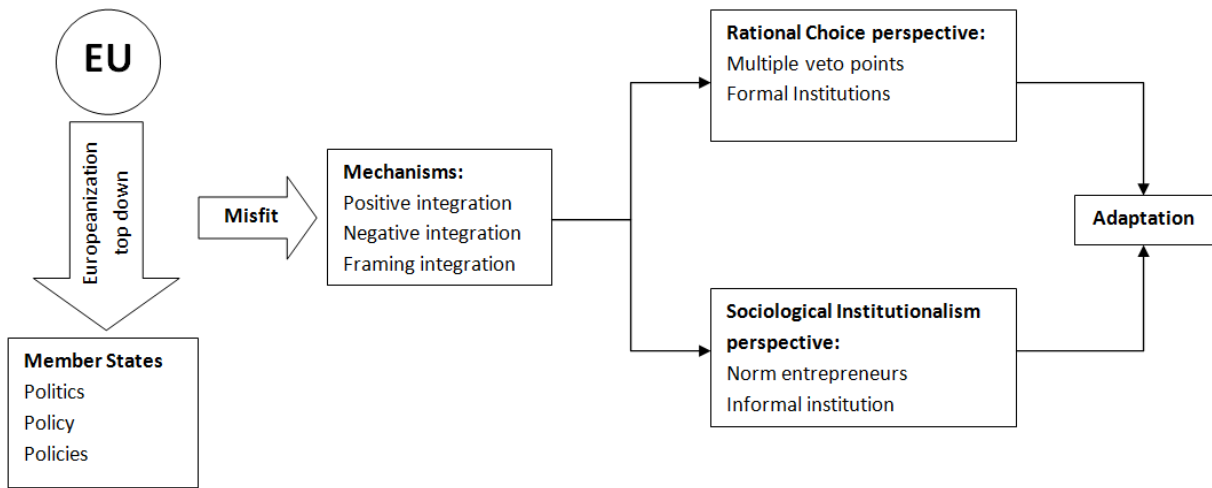 EU
Europeanization
top down
Member States
Politics
Policy
Policies
Misfit
Mechanisms:
Positive integration
Negative integration
Framing integration
Rational Choice perspective:
Multiple veto points
Formal Institutions
Sociological Institutionalism
perspective:
Norm entrepreneurs
Informal institution
Adaptation